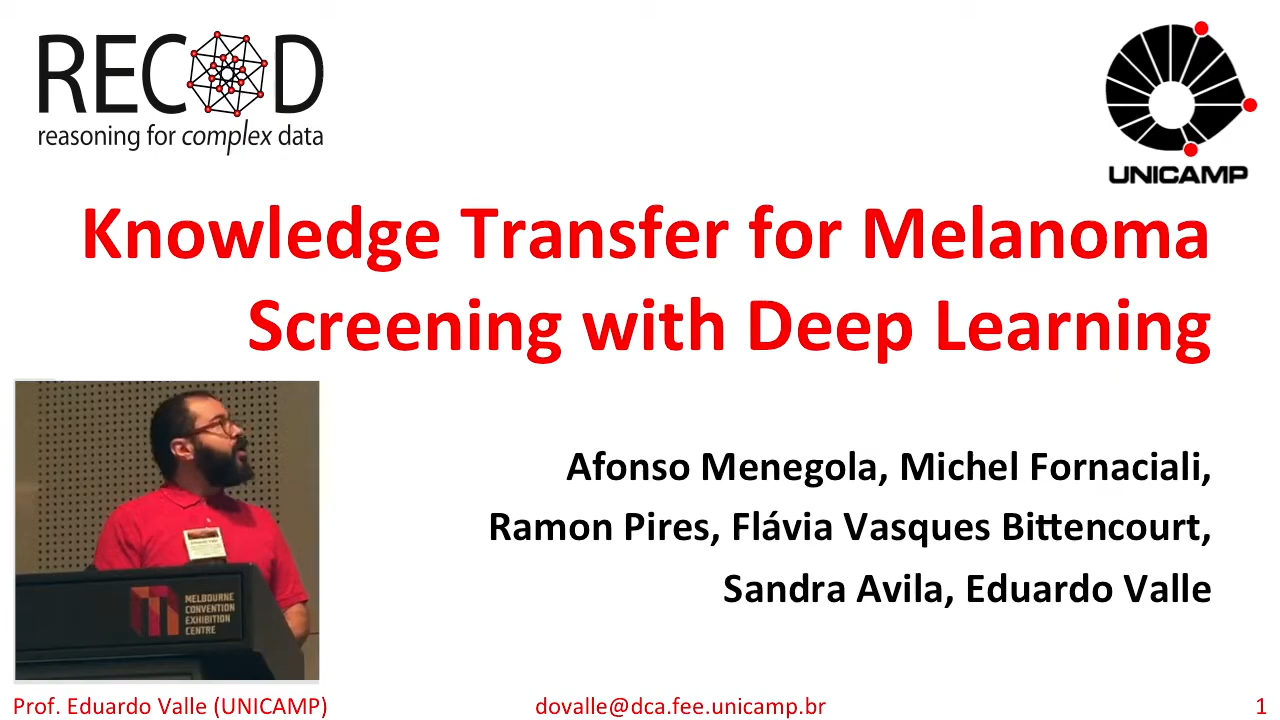 RECOD
reasoning for complex data
UNICAMP
Knowledge Transfer for Melanoma
Screening with Deep Learning
Afonso Menegola, Michel Fornaciali,
Ramon Pires, Flávia Vasques Bittencourt,
Sandra Avila, Eduardo Valle
MELBOURNE
CONVENTION
EXHIBITION
CENTRE
Prof. Eduardo Valle (UNICAMP)
dovalle@dca.fee.unicamp.br
1